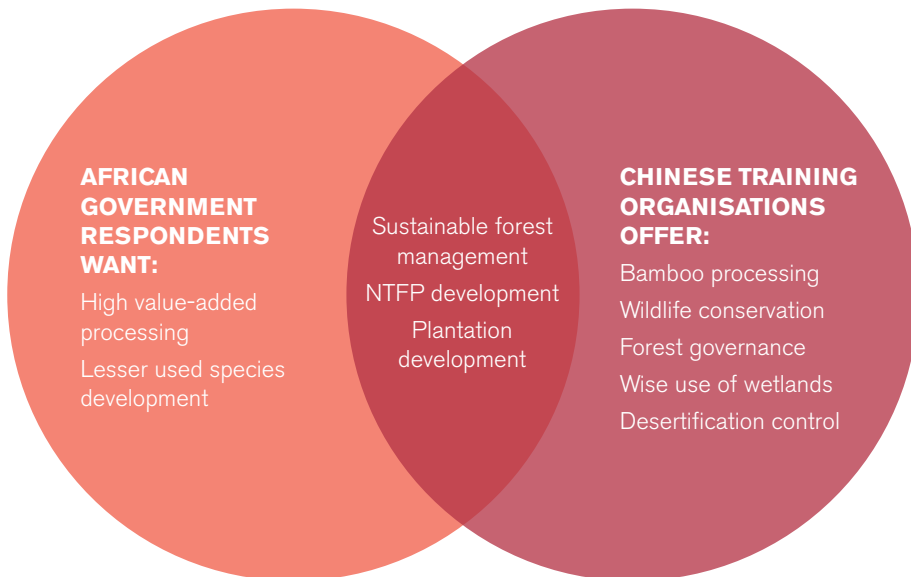 AFRICAN
GOVERNMENT
RESPONDENTS
WANT:
High value-added
processing
Lesser used species
development
Sustainable forest
management
NTFP development
Plantation
development
CHINESE TRAINING
ORGANISATIONS
OFFER:
Bamboo processing
Wildlife conservation
Forest governance
Wise use of wetlands
Desertification control